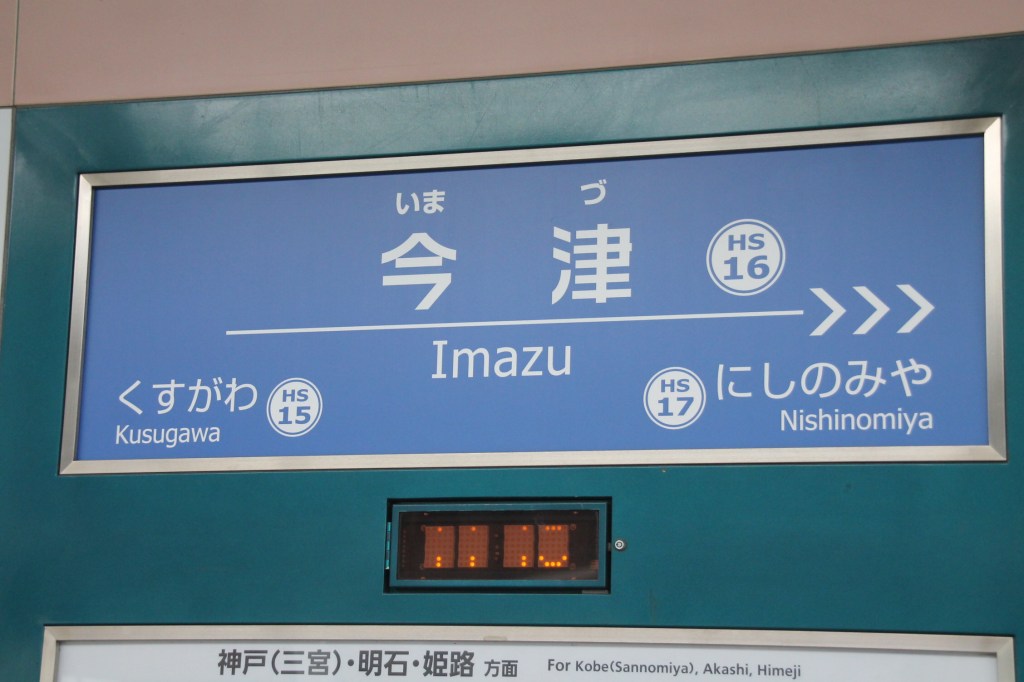 いま づ
今津 HS 16
Imazu
くすがわ HS 15 HS 17 にしのみや
Kusugawa Nishinomiya
神戸(三宮)・明石・姫路 方面 For Kobe(Sannomiya), Akashi, Himeji